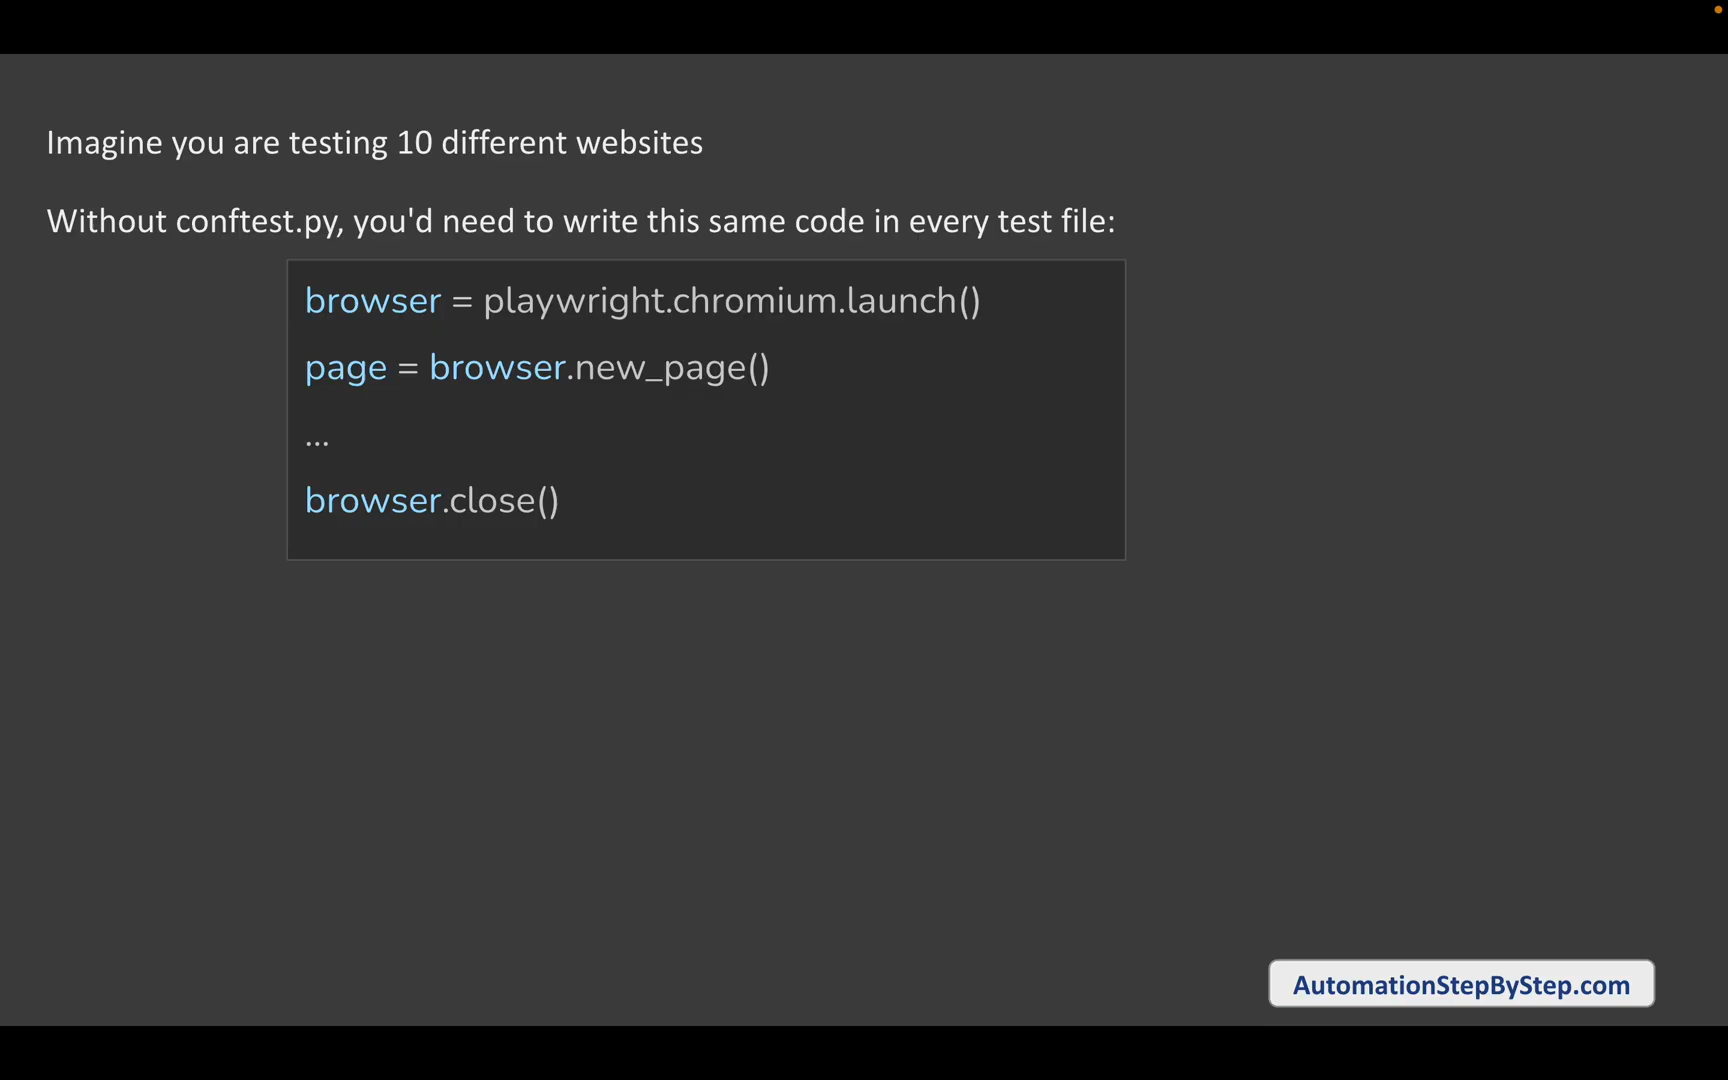 Imagine you are testing 10 different websites
Without conftest.py, you'd need to write this same code in every test file:
browser = playwright.chromium.launch()
page = browser.new_page()
...
browser.close()
AutomationStepByStep.com